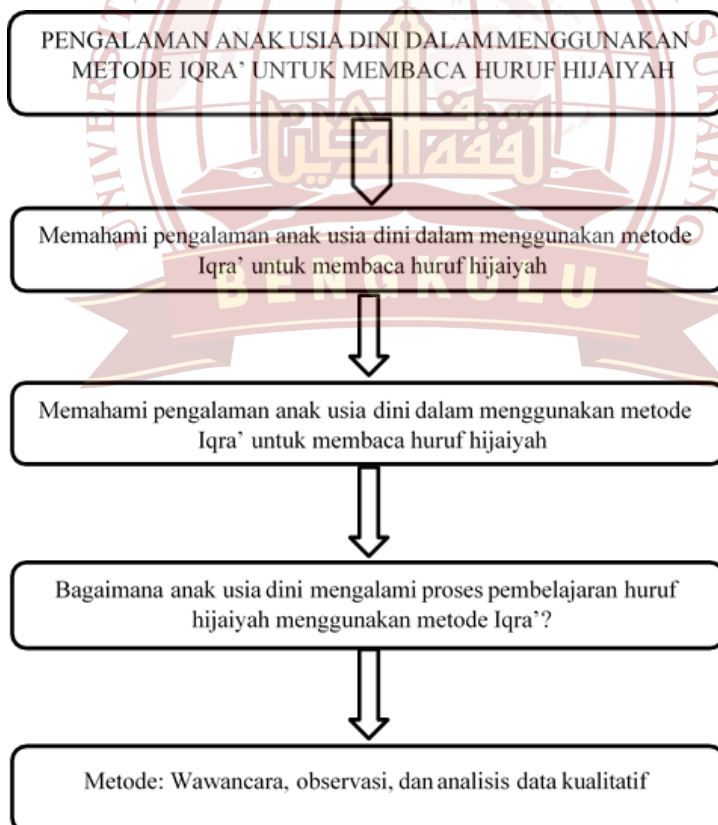 PENGALAMAN ANAK USIA DINI DALAM MENGGUNAKAN
METODE IQRA’ UNTUK MEMBACA HURUF HIJAIYAH
UNIVERSIT
SUKARNO
Memahami pengalaman anak usia dini dalam menggunakan metode
Iqra’ untuk membaca huruf hijaiyah
BENGKULU
Memahami pengalaman anak usia dini dalam menggunakan metode
Iqra’ untuk membaca huruf hijaiyah
Bagaimana anak usia dini mengalami proses pembelajaran huruf
hijaiyah menggunakan metode Iqra’?
Metode: Wawancara, observasi, dan analisis data kualitatif